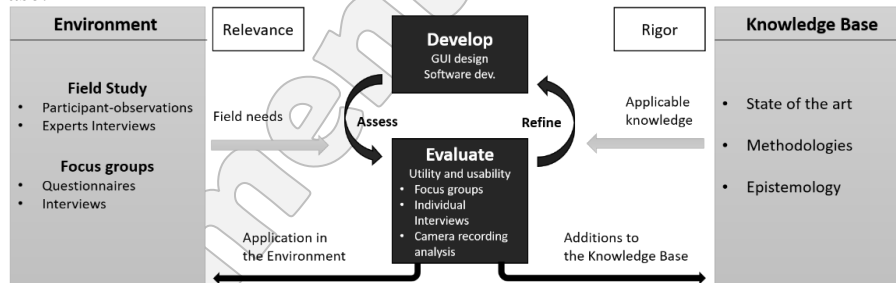 Environment
Field Study
• Participant-observations
• Experts Interviews
Focus groups
• Questionnaires
• Interviews
Relevance
Field needs
Develop
GUI design
Software dev.
Assess
Refine
Evaluate
Utility and usability
• Focus groups
• Individual
Interviews
• Camera recording
analysis
Application in
the Environment
Rigor
Applicable
knowledge
Additions to
the Knowledge Base
Knowledge Base
• State of the art
• Methodologies
• Epistemology